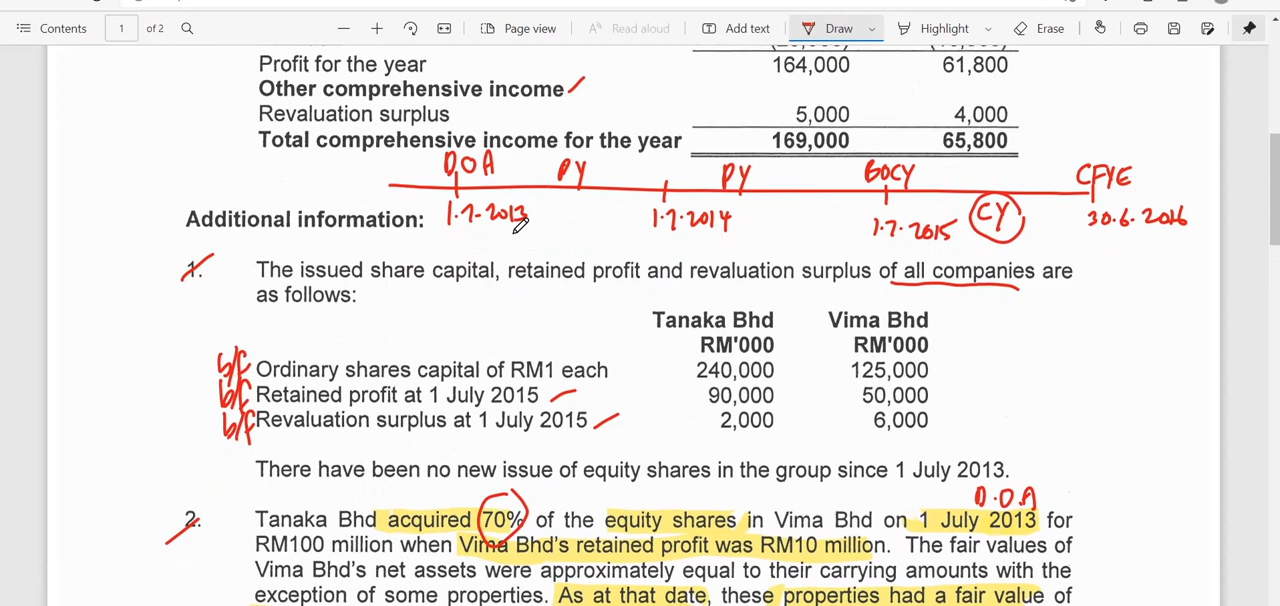 Contents 1 of 2 Page view Read aloud Add text Draw Highlight Erase
Profit for the year 164,000 61,800
Other comprehensive income
Revaluation surplus 5,000 4,000
Total comprehensive income for the year 169,000 65,800
D.O.A PY PY BOCY CFYE
1.7.2013 1.7.2014 1.7.2015 CY 30.6.2016
Additional information:
1. The issued share capital, retained profit and revaluation surplus of all companies are
as follows:
Tanaka Bhd Vima Bhd
RM'000 RM'000
b/f Ordinary shares capital of RM1 each 240,000 125,000
b/f Retained profit at 1 July 2015 90,000 50,000
b/f Revaluation surplus at 1 July 2015 2,000 6,000
There have been no new issue of equity shares in the group since 1 July 2013.
D.O.A
2. Tanaka Bhd acquired 70% of the equity shares in Vima Bhd on 1 July 2013 for
RM100 million when Vima Bhd's retained profit was RM10 million. The fair values of
Vima Bhd's net assets were approximately equal to their carrying amounts with the
exception of some properties. As at that date, these properties had a fair value of